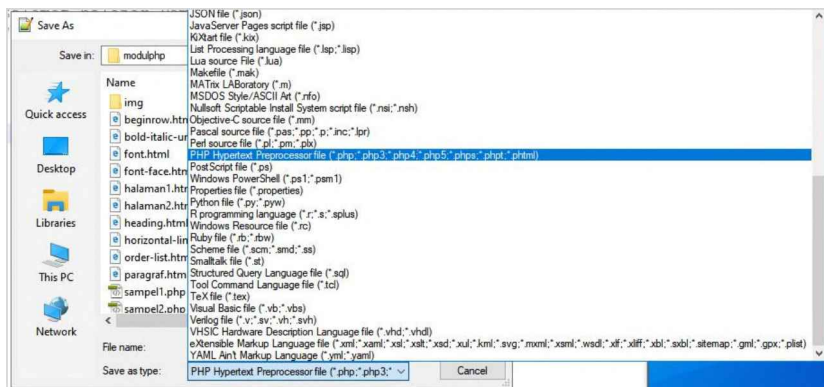 Save As
Save in:
modulphp
Quick access
Desktop
Libraries
This PC
Network
Name
img
beginrow.htm
bold-italic-ur
font.html
font-face.htm
halaman1.htm
halaman2.htm
heading.html
horizontal-lin
order-list.htm
paragraf.htm
sampel1.php
sampel2.php
JSON file (*.json)
JavaServer Pages script file (*.jsp)
KiXtart file (*.kix)
List Processing language file (*.lsp;*.lisp)
Lua source File (*.lua)
Makefile (*.mak)
MATrix LABoratory (*.m)
MSDOS Style/ASCII Art (*.nfo)
Nullsoft Scriptable Install System script file (*.nsi;*.nsh)
Objective-C source file (*.mm)
Pascal source file (*.pas;*.pp;*.p;*.inc;*.lpr)
Perl source file (*.pl;*.pm;*.plx)
PHP Hypertext Preprocessor file (*.php;*.php3;*.php4;*.php5;*.phps;*.phpt;*.phtml)
PostScript file (*.ps)
Windows PowerShell (*.ps1;*.psm1)
Properties file (*.properties)
Python file (*.py;*.pyw)
R programming language (*.r;*.s;*.splus)
Windows Resource file (*.rc)
Ruby file (*.rb;*.rbw)
Scheme file (*.scm;*.smd;*.ss)
Smalltalk file (*.st)
Structured Query Language file (*.sql)
Tool Command Language file (*.tcl)
TeX file (*.tex)
Visual Basic file (*.vb;*.vbs)
Verilog file (*.v;*.sv;*.vh;*.svh)
VHSIC Hardware Description Language file (*.vhd;*.vhdl)
eXtensible Markup Language file (*.xml;*.xaml;*.xsl;*.xslt;*.xsd;*.xul;*.kml;*.svg;*.mxml;*.xsml;*.wsdl;*.xlf;*.xliff;*.xbl;*.sxbl;*.sitemap;*.gml;*.gpx;*.plist)
YAML Ain't Markup Language (*.yml;*.yaml)
File name:
Save as type:
PHP Hypertext Preprocessor file (*.php;*.php3;*
Cancel